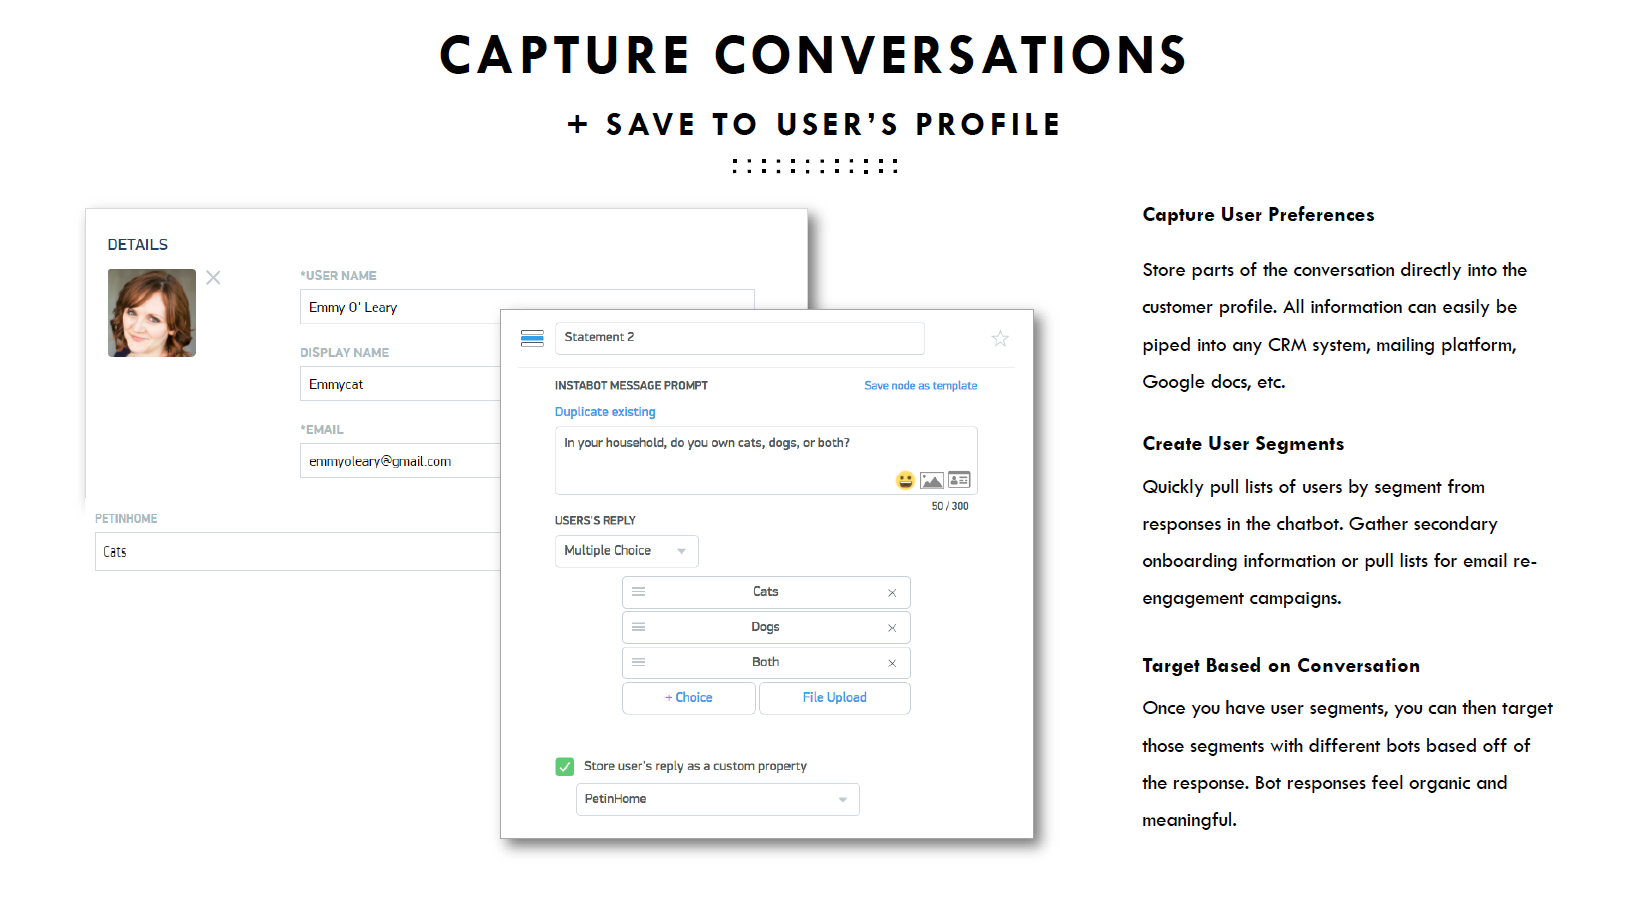 CAPTURE CONVERSATIONS
+ SAVE TO USER'S PROFILE
DETAILS
*USER NAME
Emmy O' Leary
DISPLAY NAME
Emmycat
*EMAIL
emmyoleary@gmail.com
PETINHOME
Cats
Statement 2
INSTABOT MESSAGE PROMPT
Save node as template
Duplicate existing
In your household, do you own cats, dogs, or both?
50 / 300
USERS'S REPLY
Multiple Choice
Cats
Dogs
Both
+ Choice
File Upload
Store user's reply as a custom property
PetinHome
Capture User Preferences
Store parts of the conversation directly into the
customer profile. All information can easily be
piped into any CRM system, mailing platform,
Google docs, etc.
Create User Segments
Quickly pull lists of users by segment from
responses in the chatbot. Gather secondary
onboarding information or pull lists for email re-
engagement campaigns.
Target Based on Conversation
Once you have user segments, you can then target
those segments with different bots based off of
the response. Bot responses feel organic and
meaningful.